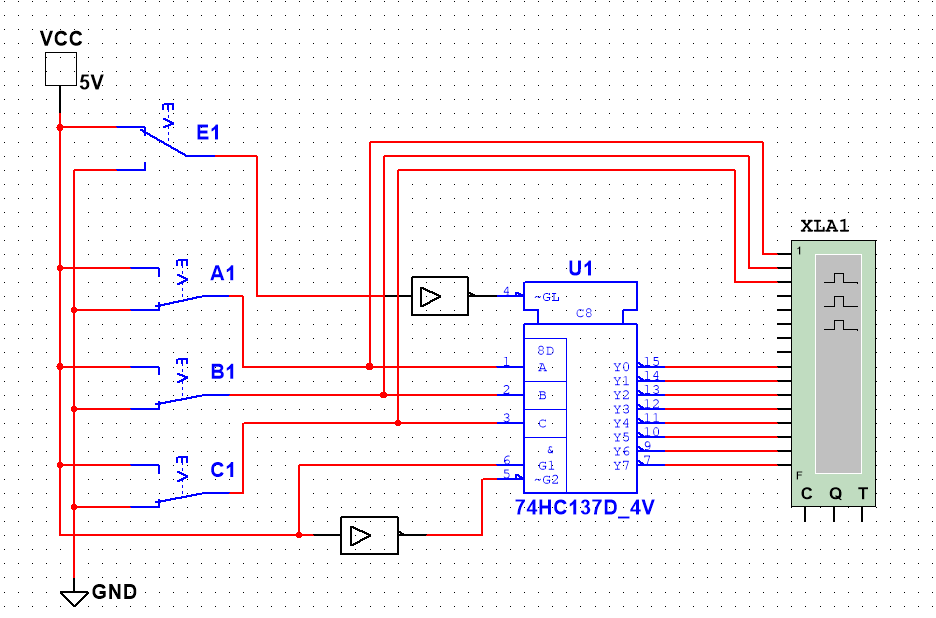 VCC
5V
E1
XLA1
A1
U1
1
4 ~GL
C8
8D
1 A Y0 15
B1
Y1 14
2 B Y2 13
Y3 12
3 C Y4 11
Y5 10
& Y6 9
C1
6 G1 Y7 7
5 ~G2
F
C Q T
74HC137D_4V
GND